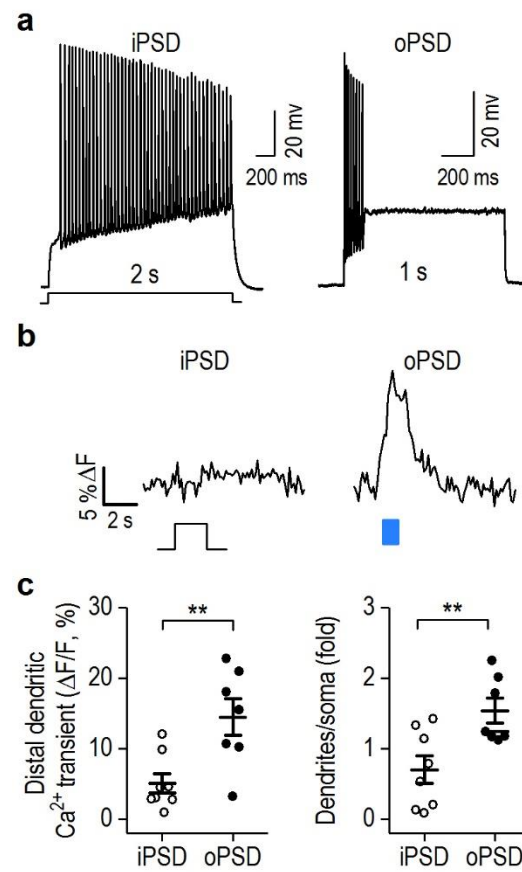 a
iPSD
oPSD
20 mv
200 ms
20 mv
200 ms
2 s
1 s
b
iPSD
oPSD
5 %ΔF
2 s
c
**
30
20
10
0
Distal dendritic
Ca2+ transient (ΔF/F, %)
iPSD
oPSD
**
3
2
1
0
Dendrites/soma (fold)
iPSD
oPSD